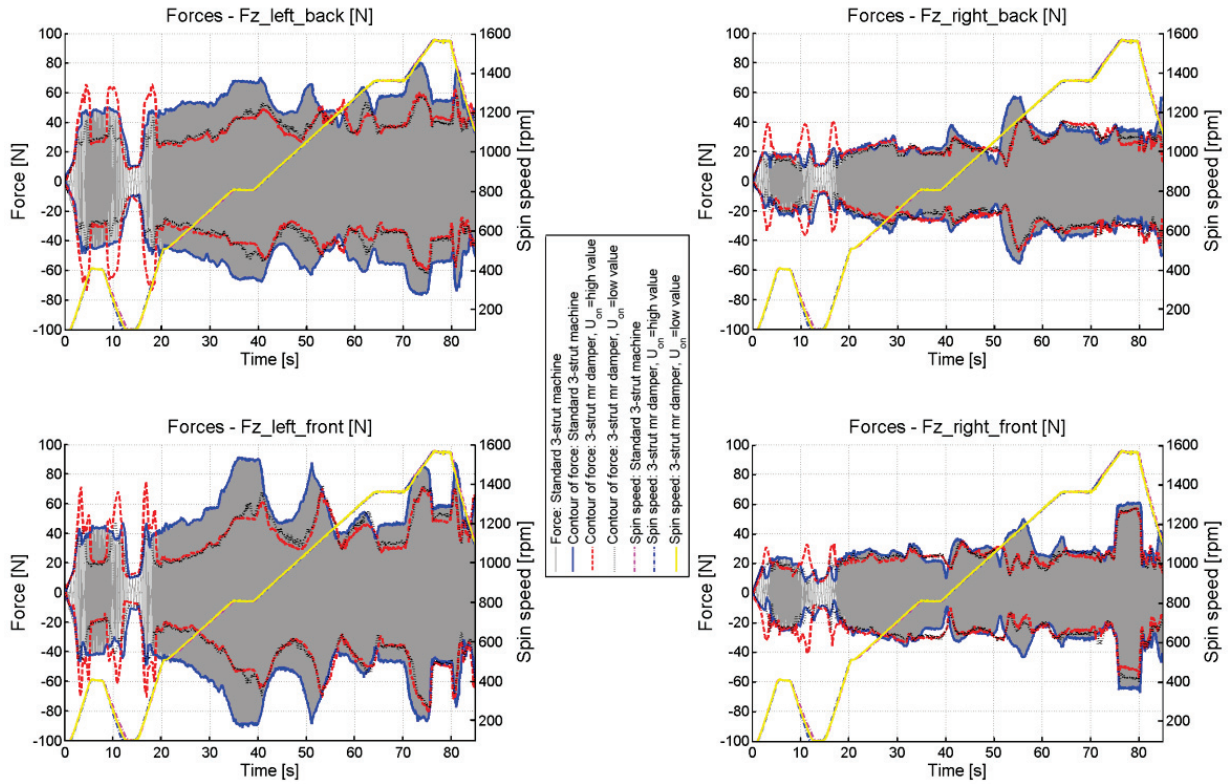 Forces - Fz_left_back [N]
100
80
60
40
20
0
-20
-40
-60
-80
-100
Force [N]
1600
1400
1200
1000
800
600
400
200
Spin speed [rpm]
0 10 20 30 40 50 60 70 80
Time [s]
Forces - Fz_right_back [N]
100
80
60
40
20
0
-20
-40
-60
-80
-100
Force [N]
1600
1400
1200
1000
800
600
400
200
Spin speed [rpm]
0 10 20 30 40 50 60 70 80
Time [s]
Force: Standard 3-strut machine
Contour of force: Standard 3-strut machine
Contour of force: 3-strut mr damper, Uon=high value
Contour of force: 3-strut mr damper, Uon=low value
Spin speed: Standard 3-strut machine
Spin speed: 3-strut mr damper, Uon=high value
Spin speed: 3-strut mr damper, Uon=low value
Forces - Fz_left_front [N]
100
80
60
40
20
0
-20
-40
-60
-80
-100
Force [N]
1600
1400
1200
1000
800
600
400
200
Spin speed [rpm]
0 10 20 30 40 50 60 70 80
Time [s]
Forces - Fz_right_front [N]
100
80
60
40
20
0
-20
-40
-60
-80
-100
Force [N]
1600
1400
1200
1000
800
600
400
200
Spin speed [rpm]
0 10 20 30 40 50 60 70 80
Time [s]